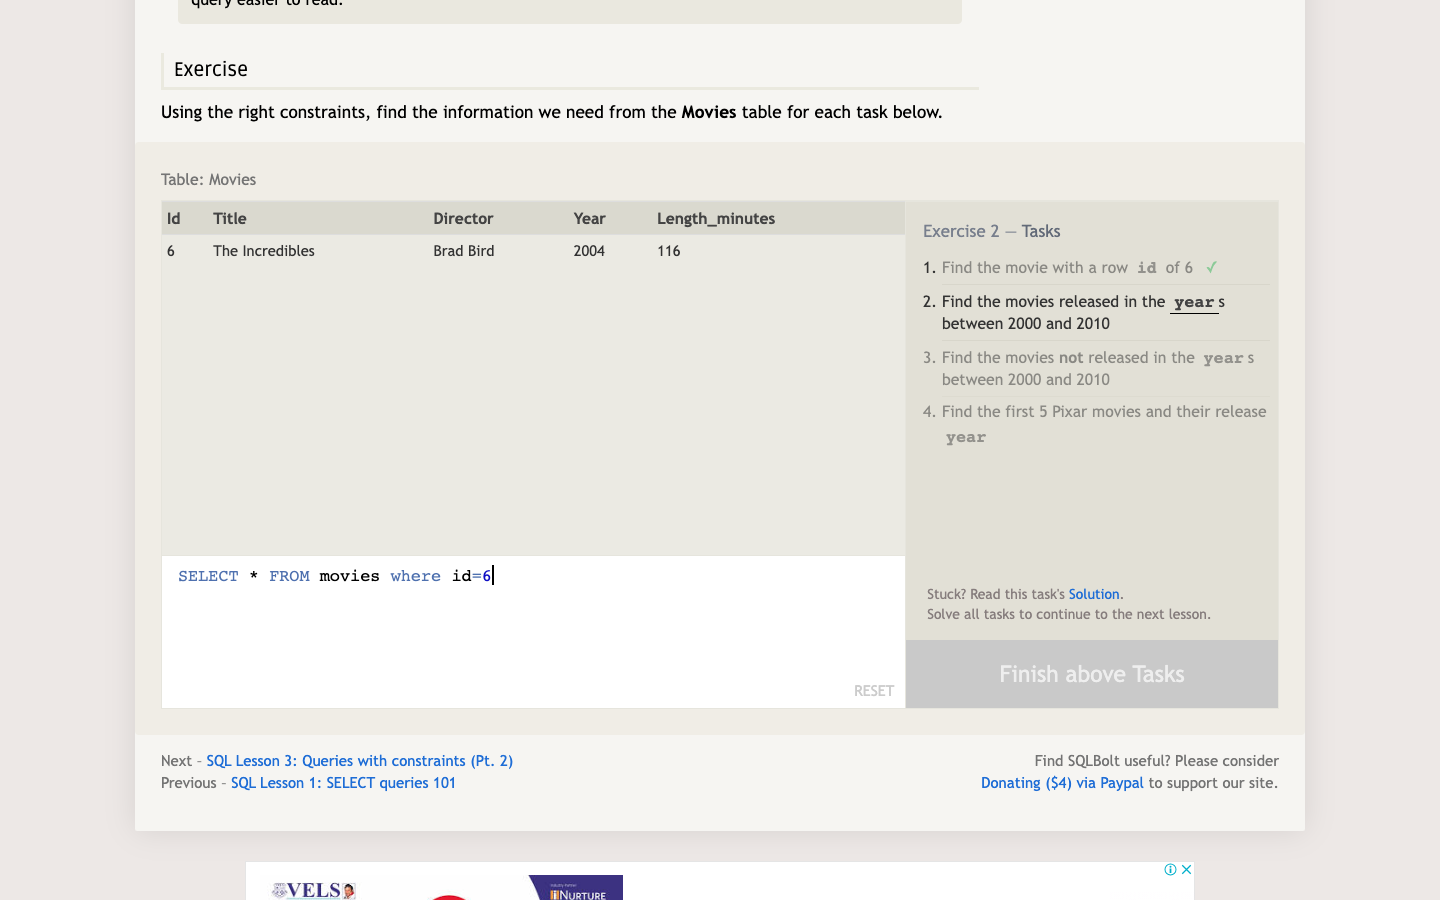 query easier to read.
Exercise
Using the right constraints, find the information we need from the Movies table for each task below.
Table: Movies
Id Title Director Year Length_minutes
6 The Incredibles Brad Bird 2004 116
Exercise 2 — Tasks
1. Find the movie with a row id of 6 ✓
2. Find the movies released in the years
between 2000 and 2010
3. Find the movies not released in the years
between 2000 and 2010
4. Find the first 5 Pixar movies and their release
year
SELECT * FROM movies where id=6
RESET
Stuck? Read this task's Solution.
Solve all tasks to continue to the next lesson.
Finish above Tasks
Next – SQL Lesson 3: Queries with constraints (Pt. 2)
Previous – SQL Lesson 1: SELECT queries 101
Find SQLBolt useful? Please consider
Donating ($4) via Paypal to support our site.
VELS
NURTURE